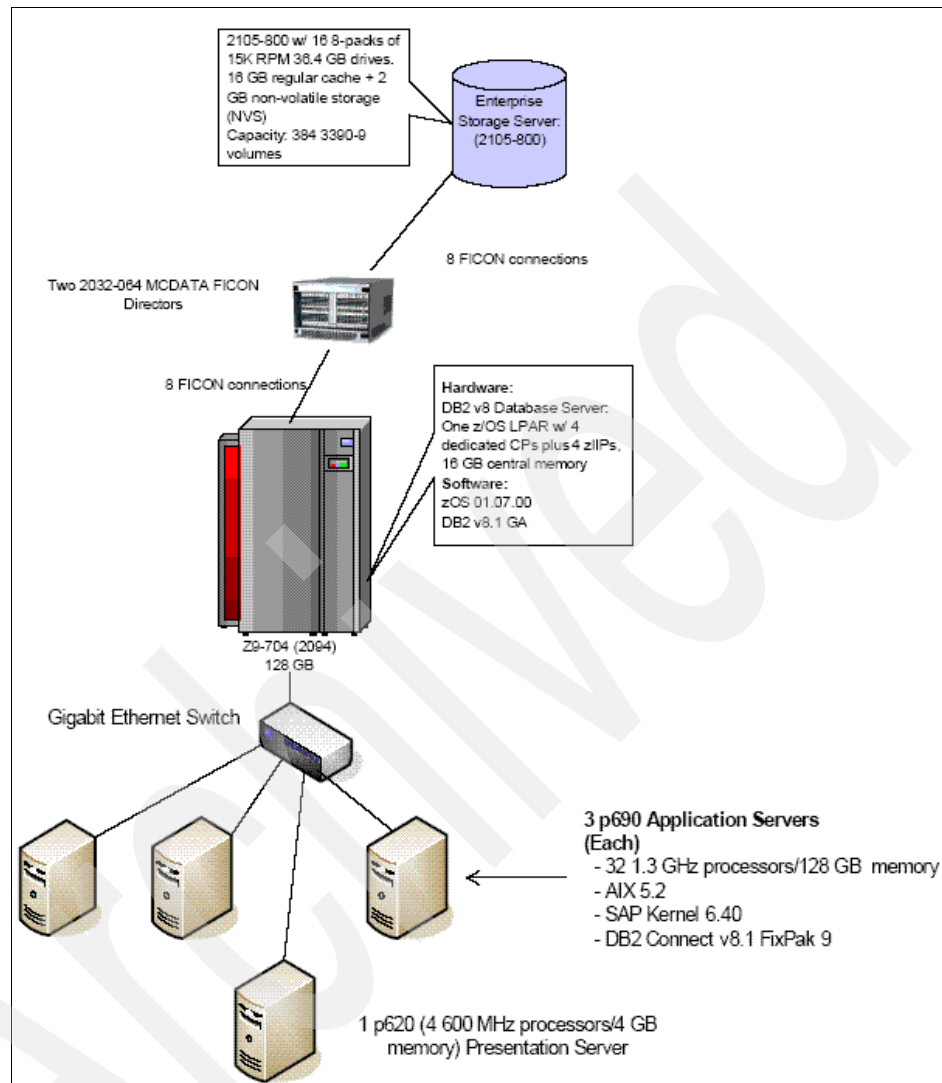 2105-800 w/ 16 8-packs of
15K RPM 36.4 GB drives.
16 GB regular cache + 2
GB non-volatile storage
(NVS)
Capacity: 384 3390-9
volumes
Enterprise
Storage Server:
(2105-800)
8 FICON connections
Two 2032-064 MCDATA FICON
Directors
8 FICON connections
Hardware:
DB2 v8 Database Server:
One z/OS LPAR w/ 4
dedicated CPs plus 4 zIIPs,
16 GB central memory
Software:
zOS 01.07.00
DB2 v8.1 GA
Z9-704 (2094)
128 GB
Gigabit Ethernet Switch
3 p690 Application Servers
(Each)
- 32 1.3 GHz processors/128 GB memory
- AIX 5.2
- SAP Kernel 6.40
- DB2 Connect v8.1 FixPak 9
1 p620 (4 600 MHz processors/4 GB
memory) Presentation Server
Archived